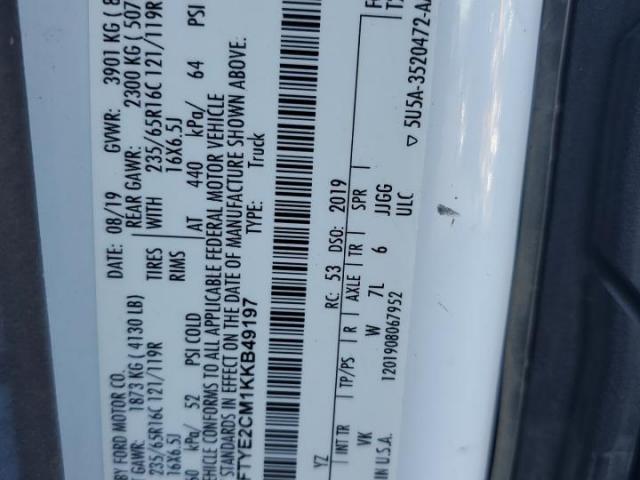 BY FORD MOTOR CO.
DATE: 08/19 GVWR: 3901 KG ( 8
T GAWR: 1873 KG ( 4130 LB) REAR GAWR: 2300 KG ( 507
235/65R16C 121/119R TIRES WITH 235/65R16C 121/119R
16X6.5J RIMS 16X6.5J
kPa/ 52 PSI COLD AT 440 kPa/ 64 PSI
VEHICLE CONFORMS TO ALL APPLICABLE FEDERAL MOTOR VEHICLE
STANDARDS IN EFFECT ON THE DATE OF MANUFACTURE SHOWN ABOVE.
FTYE2CM1KKB49197 TYPE: Truck
RC: 53 DSO: 2019
YZ
INT TR TP/PS R AXLE TR SPR
VK W 7L 6 JJGG
IN U.S.A. 1201908067952 ULC
5U5A-3520472-A